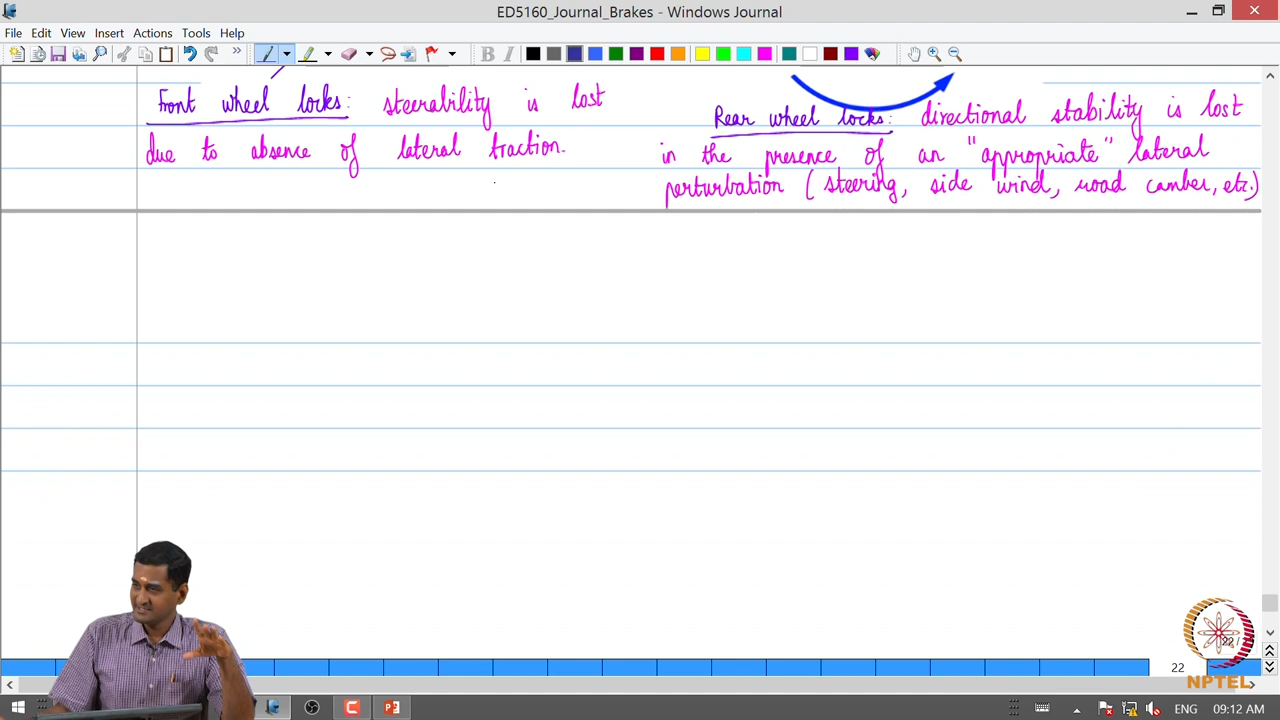 ED5160_Journal_Brakes - Windows Journal
File Edit View Insert Actions Tools Help
Front wheel locks: steerability is lost
due to absence of lateral traction.
Rear wheel locks: directional stability is lost
in the presence of an "appropriate" lateral
perturbation (steering, side wind, road camber, etc.)
22
NPTEL
ENG 09:12 AM